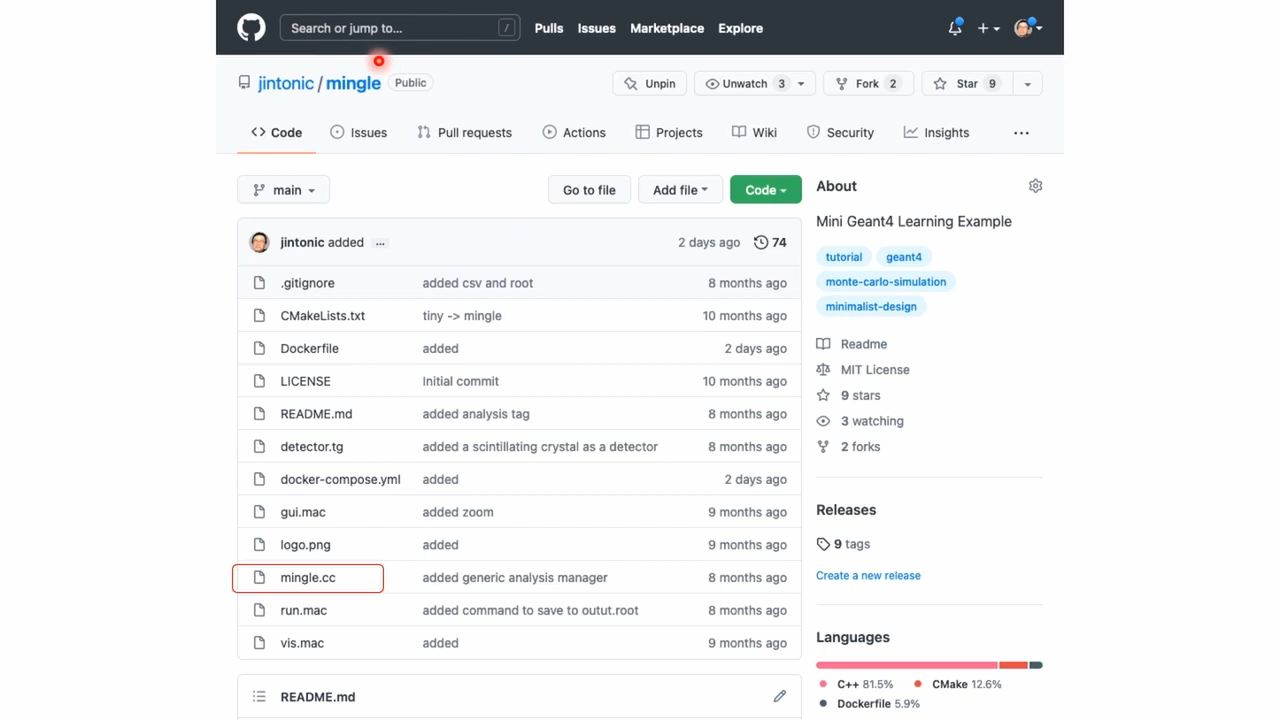 Search or jump to... /
Pulls Issues Marketplace Explore
jintonic / mingle Public
Unpin Unwatch 3 Fork 2 Star 9
Code Issues Pull requests Actions Projects Wiki Security Insights ...
main Go to file Add file Code
jintonic added ... 2 days ago 74
.gitignore added csv and root 8 months ago
CMakeLists.txt tiny -> mingle 10 months ago
Dockerfile added 2 days ago
LICENSE Initial commit 10 months ago
README.md added analysis tag 8 months ago
detector.tg added a scintillating crystal as a detector 8 months ago
docker-compose.yml added 2 days ago
gui.mac added zoom 9 months ago
logo.png added 9 months ago
mingle.cc added generic analysis manager 8 months ago
run.mac added command to save to outut.root 8 months ago
vis.mac added 9 months ago
README.md
About
Mini Geant4 Learning Example
tutorial geant4
monte-carlo-simulation
minimalist-design
Readme
MIT License
9 stars
3 watching
2 forks
Releases
9 tags
Create a new release
Languages
C++ 81.5% CMake 12.6%
Dockerfile 5.9%